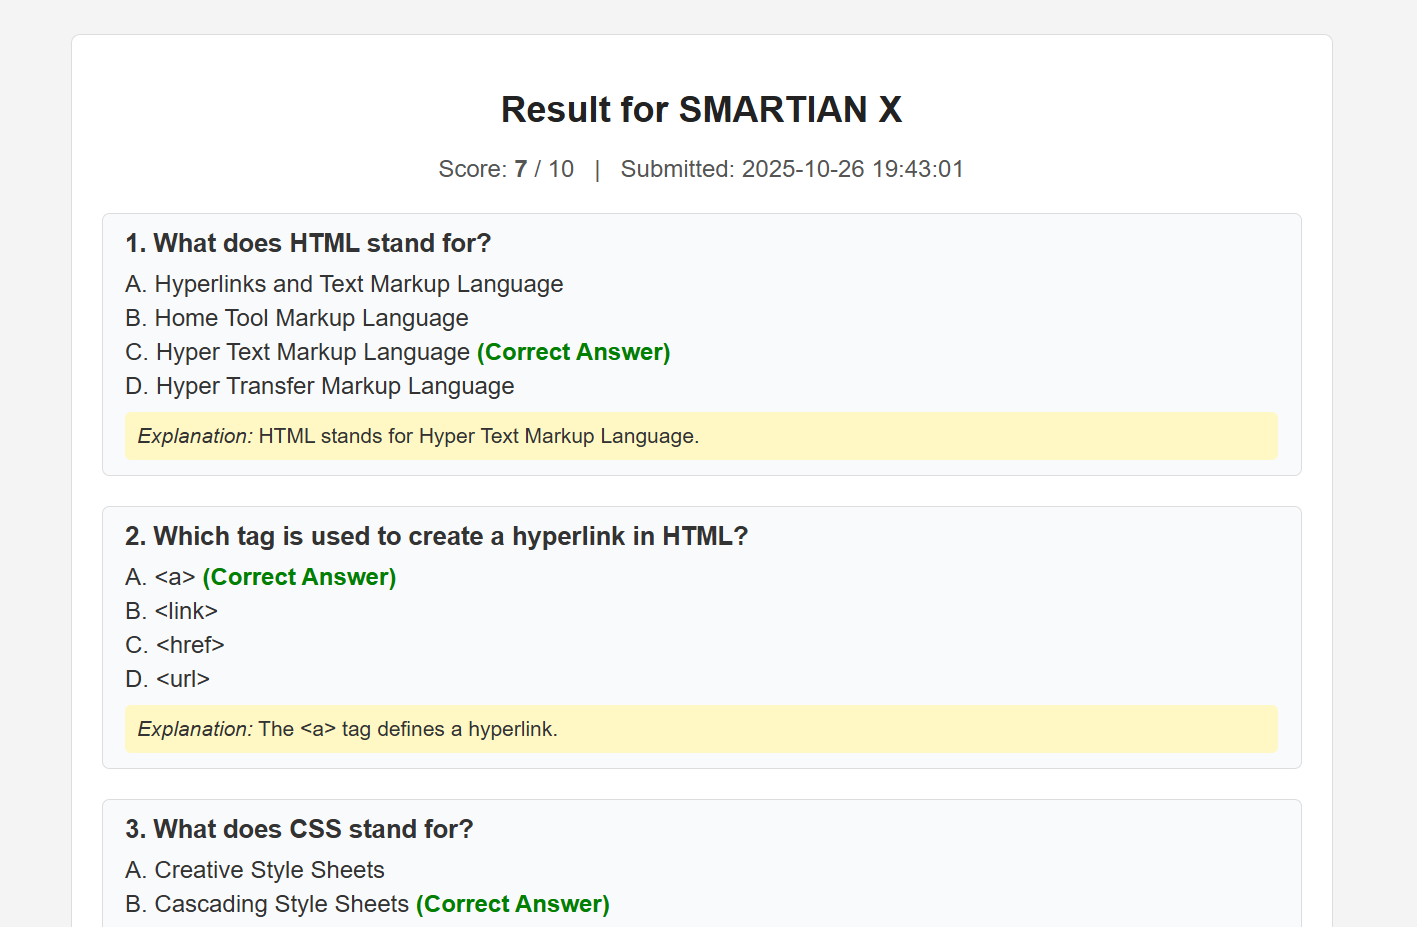 Result for SMARTIAN X
Score: 7 / 10 | Submitted: 2025-10-26 19:43:01
1. What does HTML stand for?
A. Hyperlinks and Text Markup Language
B. Home Tool Markup Language
C. Hyper Text Markup Language (Correct Answer)
D. Hyper Transfer Markup Language
Explanation: HTML stands for Hyper Text Markup Language.
2. Which tag is used to create a hyperlink in HTML?
A. <a> (Correct Answer)
B. <link>
C. <href>
D. <url>
Explanation: The <a> tag defines a hyperlink.
3. What does CSS stand for?
A. Creative Style Sheets
B. Cascading Style Sheets (Correct Answer)